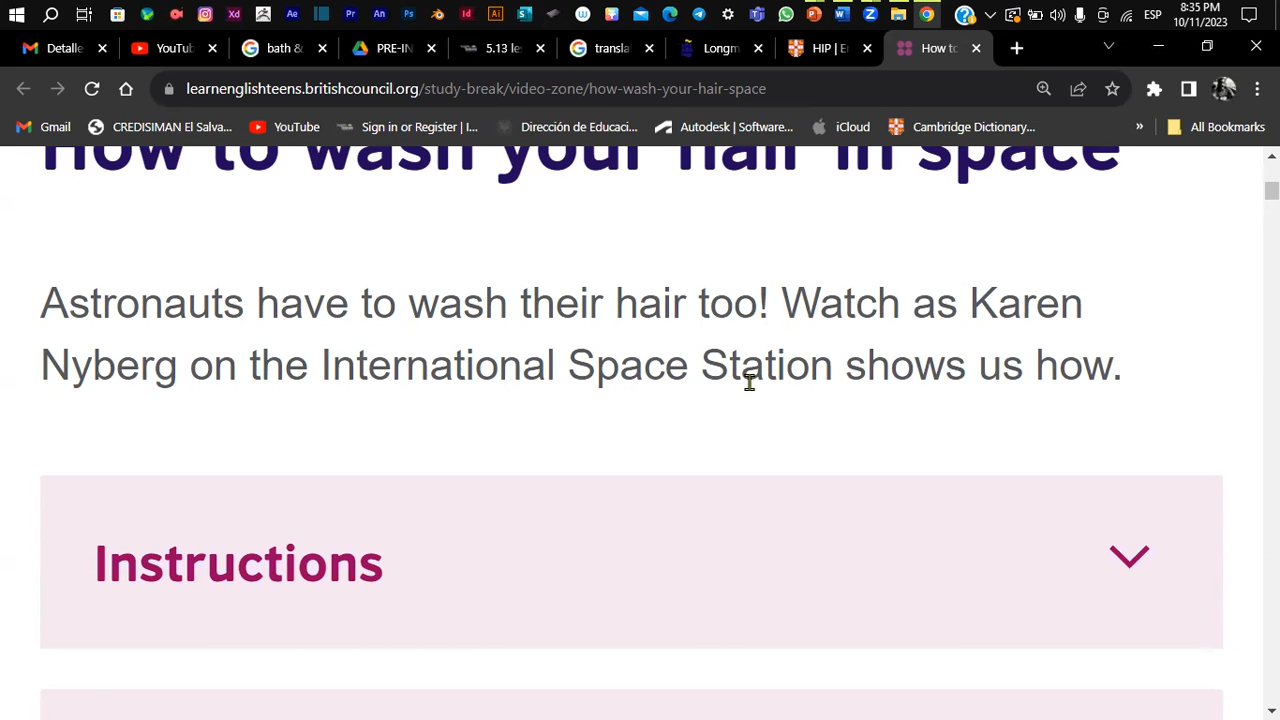 ESP
8:35 PM
10/11/2023
Detalle
YouTub
bath &
PRE-IN
5.13 le
transla
Longm
HIP | E
How to
learnenglishteens.britishcouncil.org/study-break/video-zone/how-wash-your-hair-space
Gmail
CREDISIMAN El Salva...
YouTube
Sign in or Register | I...
Dirección de Educaci...
Autodesk | Software...
iCloud
Cambridge Dictionary...
»
All Bookmarks
How to wash your hair in space
Astronauts have to wash their hair too! Watch as Karen
Nyberg on the International Space Station shows us how.
Instructions